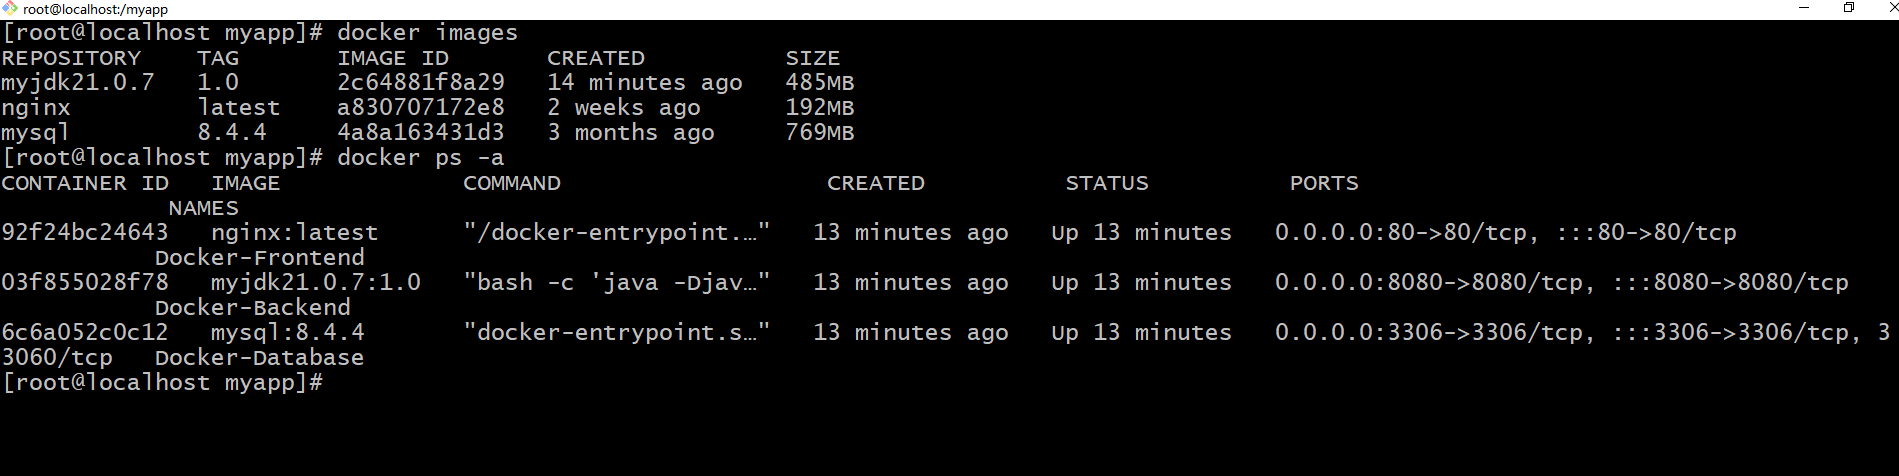 root@localhost:/myapp
[root@localhost myapp]# docker images
REPOSITORY    TAG       IMAGE ID       CREATED          SIZE
myjdk21.0.7   1.0       2c64881f8a29   14 minutes ago   485MB
nginx         latest    a830707172e8   2 weeks ago      192MB
mysql         8.4.4     4a8a163431d3   3 months ago     769MB
[root@localhost myapp]# docker ps -a
CONTAINER ID   IMAGE             COMMAND                   CREATED          STATUS          PORTS
            NAMES
92f24bc24643   nginx:latest      "/docker-entrypoint.…"   13 minutes ago   Up 13 minutes   0.0.0.0:80->80/tcp, :::80->80/tcp
           Docker-Frontend
03f855028f78   myjdk21.0.7:1.0   "bash -c 'java -Djav…"   13 minutes ago   Up 13 minutes   0.0.0.0:8080->8080/tcp, :::8080->8080/tcp
           Docker-Backend
6c6a052c0c12   mysql:8.4.4       "docker-entrypoint.s…"   13 minutes ago   Up 13 minutes   0.0.0.0:3306->3306/tcp, :::3306->3306/tcp, 3
3060/tcp   Docker-Database
[root@localhost myapp]#